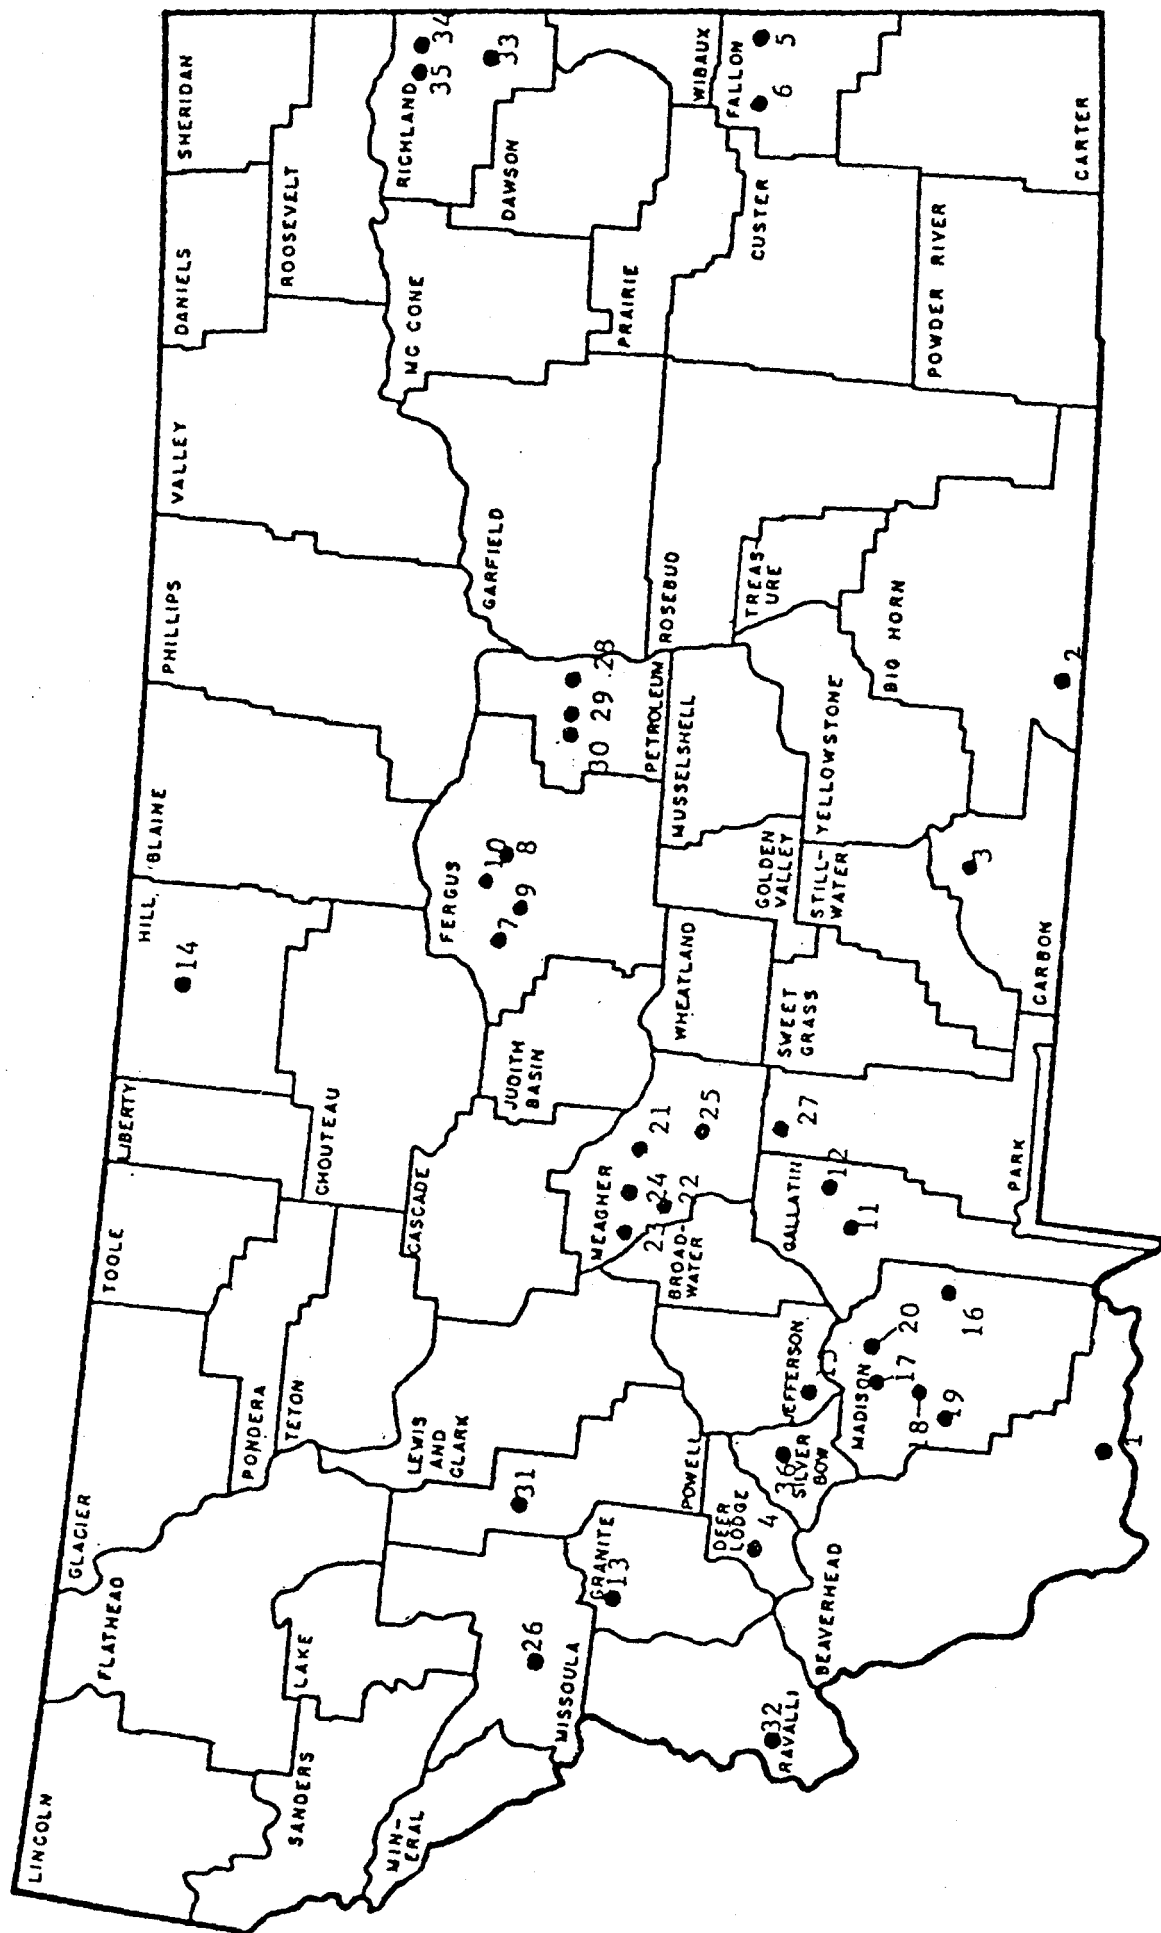 LINCOLN
FLATHEAD
GLACIER
TOOLE
LIBERTY
HILL
BLAINE
PHILLIPS
VALLEY
DANIELS
SHERIDAN
14
ROOSEVELT
SANDERS
LAKE
PONDERA
TETON
CHOUTEAU
MIN-
ERAL
LEWIS
AND
CLARK
CASCADE
FERGUS
10
7
9
8
GARFIELD
MC CONE
RICHLAND
35
34
33
DAWSON
MISSOULA
26
31
JUDITH
BASIN
30
29
28
PETROLEUM
PRAIRIE
WIBAUX
GRANITE
13
POWELL
MEAGHER
23
24
22
21
25
BROAD-
WATER
WHEATLAND
MUSSELSHELL
ROSEBUD
GOLDEN
VALLEY
TREAS-
URE
CUSTER
FALLON
6
5
RAVALLI
32
DEER
LODGE
4
36
SILVER
BOW
JEFFERSON
GALLATIN
12
11
27
SWEET
GRASS
STILL-
WATER
YELLOWSTONE
BIG HORN
POWDER RIVER
CARTER
BEAVERHEAD
MADISON
20
17
18
19
16
PARK
CARBON
3
2
1